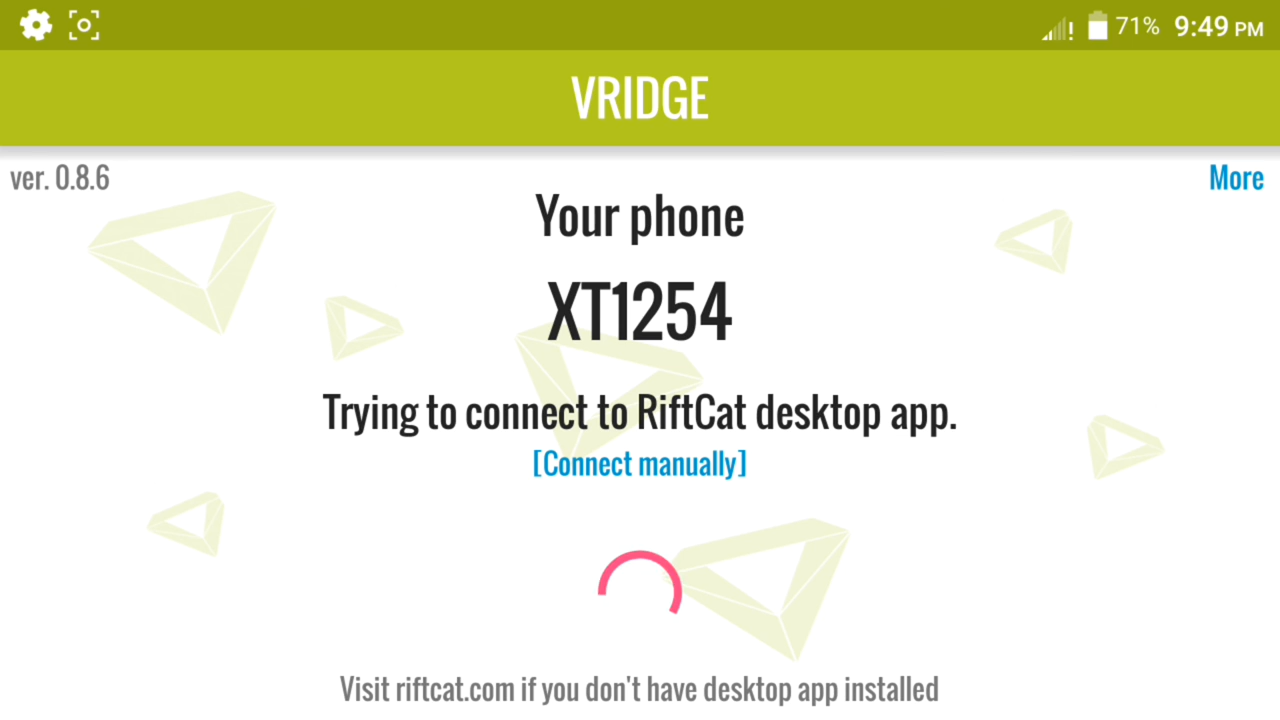 71% 9:49 PM
VRIDGE
ver. 0.8.6
More
Your phone
XT1254
Trying to connect to RiftCat desktop app.
[Connect manually]
Visit riftcat.com if you don't have desktop app installed